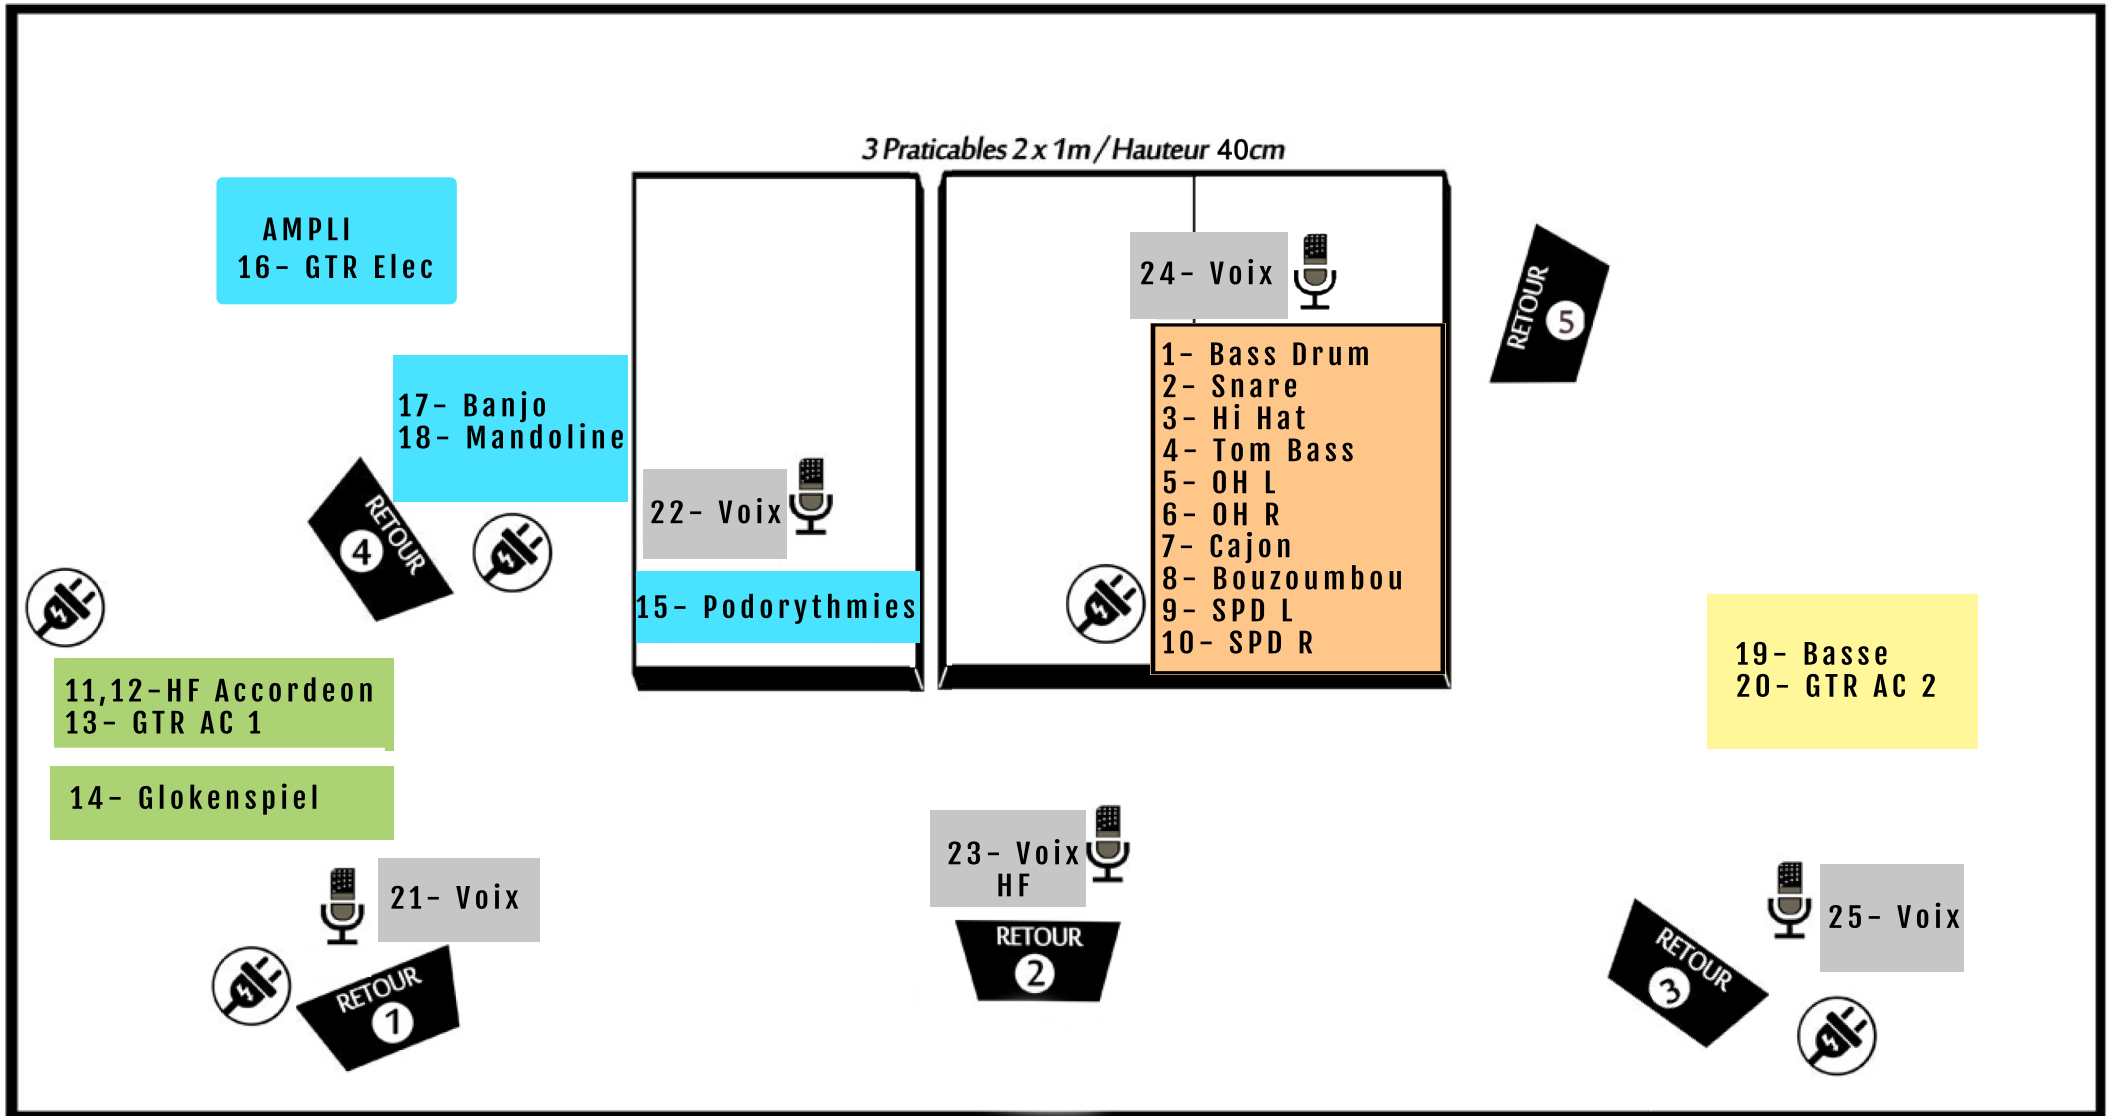 3 Praticables 2 x 1m / Hauteur 40cm
AMPLI
16- GTR Elec
17- Banjo
18- Mandoline
RETOUR
4
22- Voix
15- Podorythmies
24- Voix
1- Bass Drum
2- Snare
3- Hi Hat
4- Tom Bass
5- OH L
6- OH R
7- Cajon
8- Bouzoumbou
9- SPD L
10- SPD R
RETOUR
5
11,12-HF Accordeon
13- GTR AC 1
14- Glokenspiel
19- Basse
20- GTR AC 2
21- Voix
RETOUR
1
23- Voix
HF
RETOUR
2
25- Voix
RETOUR
3